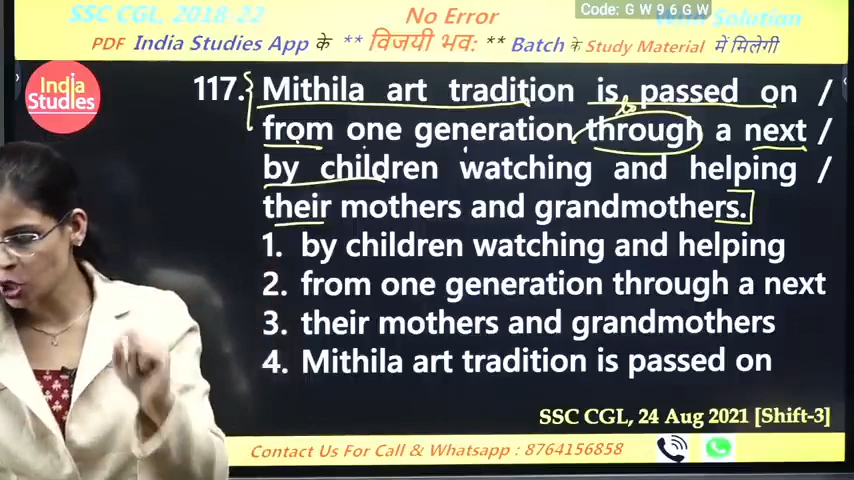 SSC CGL, 2018-22 No Error Code: G W 9 6 G W With Solution
PDF India Studies App के ** विजयी भव: ** Batch के Study Material में मिलेगी
India
Studies
117. Mithila art tradition is passed on /
from one generation through a next /
to
by children watching and helping /
their mothers and grandmothers.
1. by children watching and helping
2. from one generation through a next
3. their mothers and grandmothers
4. Mithila art tradition is passed on
SSC CGL, 24 Aug 2021 [Shift-3]
Contact Us For Call & Whatsapp : 8764156858